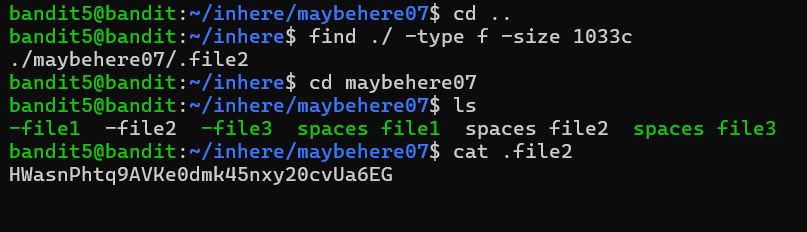 bandit5@bandit:~/inhere/maybehere07$ cd ..
bandit5@bandit:~/inhere$ find ./ -type f -size 1033c
./maybehere07/.file2
bandit5@bandit:~/inhere$ cd maybehere07
bandit5@bandit:~/inhere/maybehere07$ ls
-file1  -file2  -file3  spaces file1  spaces file2  spaces file3
bandit5@bandit:~/inhere/maybehere07$ cat .file2
HWasnPhtq9AVKe0dmk45nxy20cvUa6EG